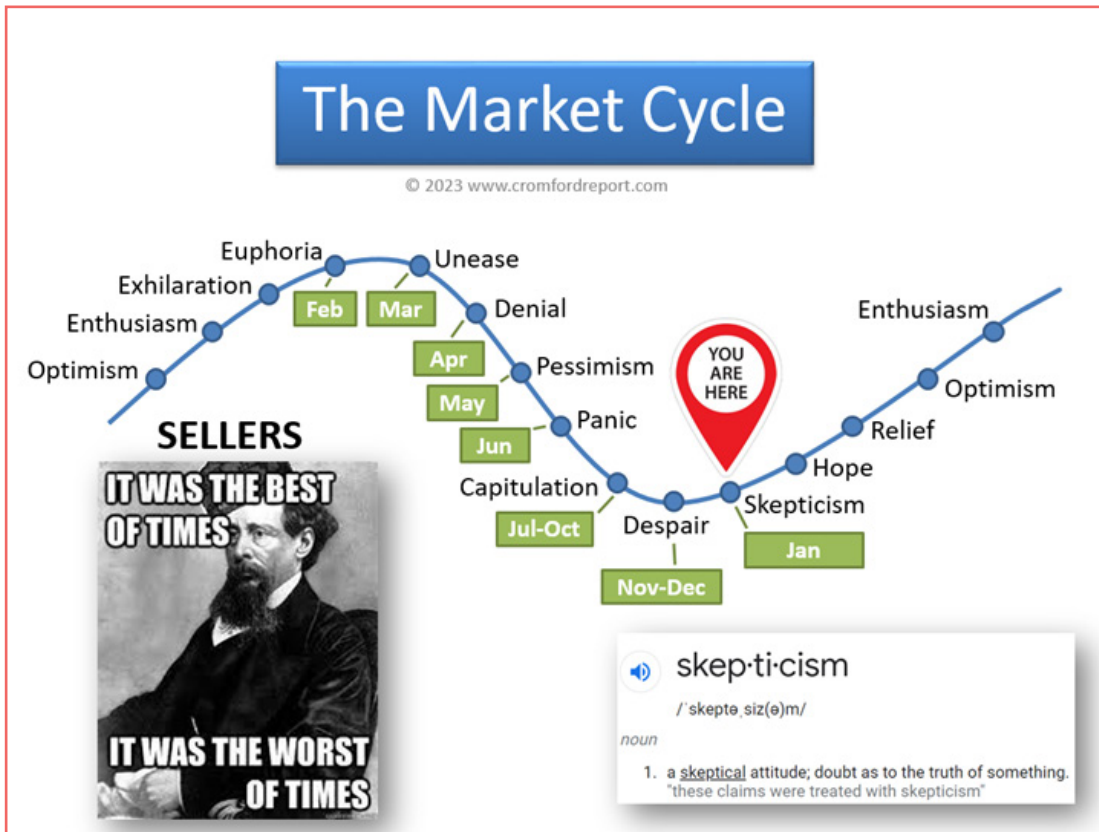 The Market Cycle
© 2023 www.cromfordreport.com
Euphoria
Unease
Exhilaration
Feb
Mar
Denial
Enthusiasm
Enthusiasm
Apr
YOU
ARE
HERE
Optimism
Pessimism
Optimism
May
SELLERS
Panic
Relief
Jun
IT WAS THE BEST
OF TIMES
Capitulation
Hope
Skepticism
Jul-Oct
Despair
Jan
Nov-Dec
IT WAS THE WORST
OF TIMES
skep·ti·cism
/ˈskeptəˌsiz(ə)m/
noun
1. a skeptical attitude; doubt as to the truth of something.
"these claims were treated with skepticism"